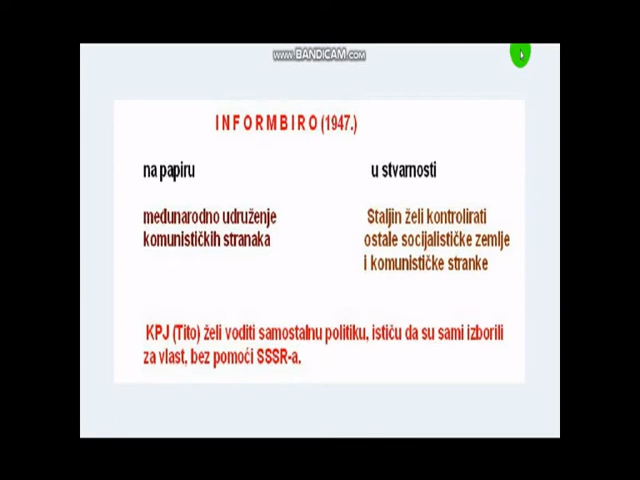 WWW.BANDICAM.COM
INFORMBIRO (1947.)
na papiru
u stvarnosti
međunarodno udruženje
komunističkih stranaka
Staljin želi kontrolirati
ostale socijalističke zemlje
i komunističke stranke
KPJ (Tito) želi voditi samostalnu politiku, ističu da su sami izborili
za vlast, bez pomoći SSSR-a.